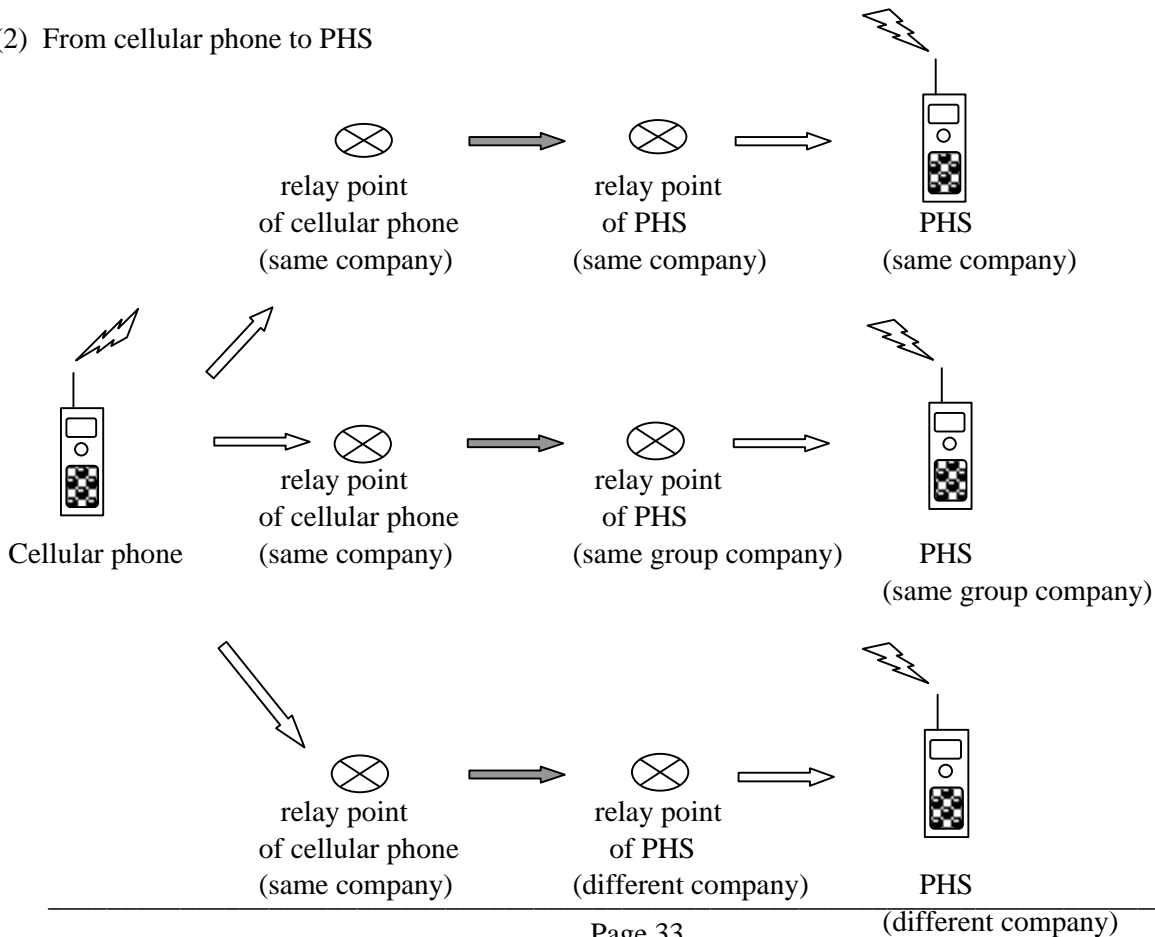 (2) From cellular phone to PHS
relay point
of cellular phone
(same company)
relay point
of PHS
(same company)
PHS
(same company)
Cellular phone
relay point
of cellular phone
(same company)
relay point
of PHS
(same group company)
PHS
(same group company)
relay point
of cellular phone
(same company)
relay point
of PHS
(different company)
PHS
(different company)
Page 33